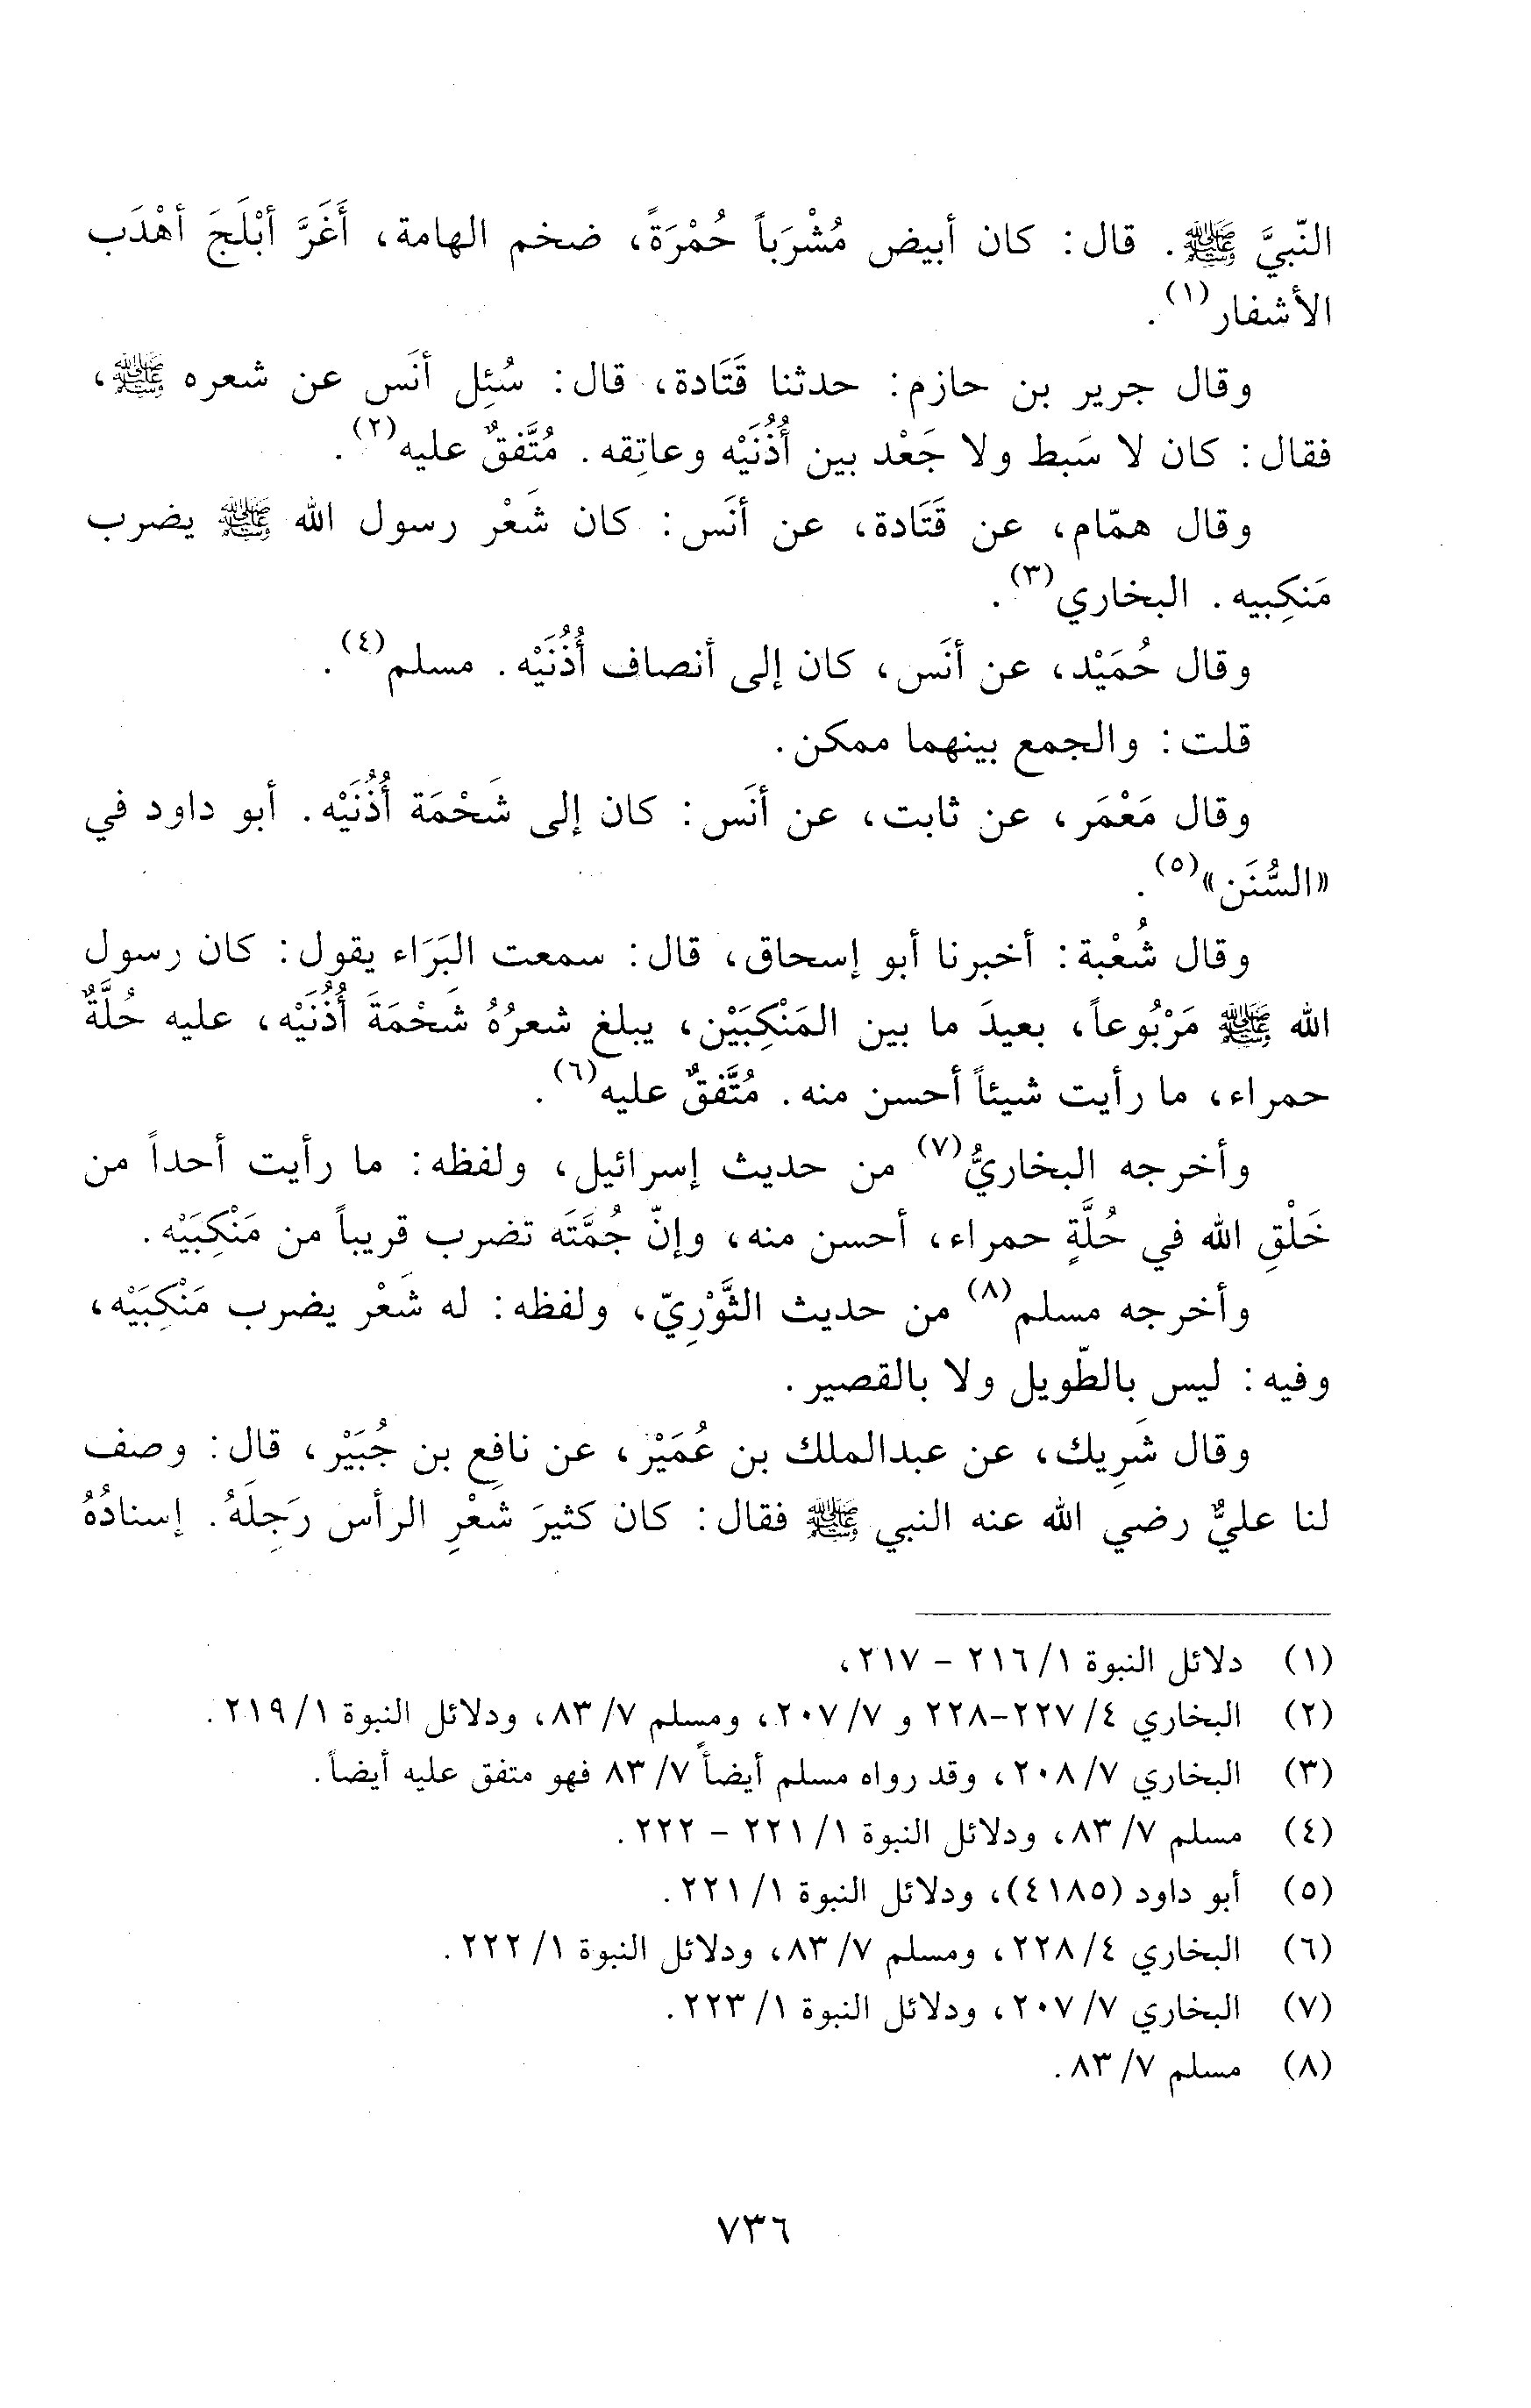 النّبيَّ ﷺ. قال: كان أبيض مُشْرَباً حُمْرَةً، ضخم الهامة، أَغَرَّ أبْلَجَ أهْدَب
الأشفار(١).
وقال جرير بن حازم: حدثنا قَتَادة، قال: سُئِل أنَس عن شعره ﷺ،
فقال: كان لا سَبط ولا جَعْد بين أُذُنَيْه وعاتِقه. مُتَّفقٌ عليه(٢).
وقال همّام، عن قَتَادة، عن أنَس: كان شَعْر رسول الله ﷺ يضرب
مَنكِبيه. البخاري(٣).
وقال حُمَيْد، عن أنَس، كان إلى أنصاف أُذُنَيْه. مسلم(٤).
قلت: والجمع بينهما ممكن.
وقال مَعْمَر، عن ثابت، عن أنَس: كان إلى شَحْمَة أُذُنَيْه. أبو داود في
«السُّنَن»(٥).
وقال شُعْبة: أخبرنا أبو إسحاق، قال: سمعت البَرَاء يقول: كان رسول
الله ﷺ مَرْبُوعاً، بعيدَ ما بين المَنْكِبَيْن، يبلغ شعرُهُ شَحْمَةَ أُذُنَيْه، عليه حُلَّةٌ
حمراء، ما رأيت شيئاً أحسن منه. مُتَّفقٌ عليه(٦).
وأخرجه البخاريُّ(٧) من حديث إسرائيل، ولفظه: ما رأيت أحداً من
خَلْقِ الله في حُلَّةٍ حمراء، أحسن منه، وإنّ جُمَّتَه تضرب قريباً من مَنْكِبَيْه.
وأخرجه مسلم(٨) من حديث الثَّوْرِيّ، ولفظه: له شَعْر يضرب مَنْكِبَيْه،
وفيه: ليس بالطّويل ولا بالقصير.
وقال شَرِيك، عن عبدالملك بن عُمَيْر، عن نافِع بن جُبَيْر، قال: وصف
لنا عليٌّ رضي الله عنه النبي ﷺ فقال: كان كثيرَ شَعْرِ الرأس رَجِلَهُ. إسنادُهُ
(١) دلائل النبوة ١/ ٢١٦ – ٢١٧،
(٢) البخاري ٤/ ٢٢٧-٢٢٨ و ٧/ ٢٠٧، ومسلم ٧/ ٨٣، ودلائل النبوة ١/ ٢١٩.
(٣) البخاري ٧/ ٢٠٨، وقد رواه مسلم أيضاً ٧/ ٨٣ فهو متفق عليه أيضاً.
(٤) مسلم ٧/ ٨٣، ودلائل النبوة ١/ ٢٢١ – ٢٢٢.
(٥) أبو داود (٤١٨٥)، ودلائل النبوة ١/ ٢٢١.
(٦) البخاري ٤/ ٢٢٨، ومسلم ٧/ ٨٣، ودلائل النبوة ١/ ٢٢٢.
(٧) البخاري ٧/ ٢٠٧، ودلائل النبوة ١/ ٢٢٣.
(٨) مسلم ٧/ ٨٣.
٧٣٦